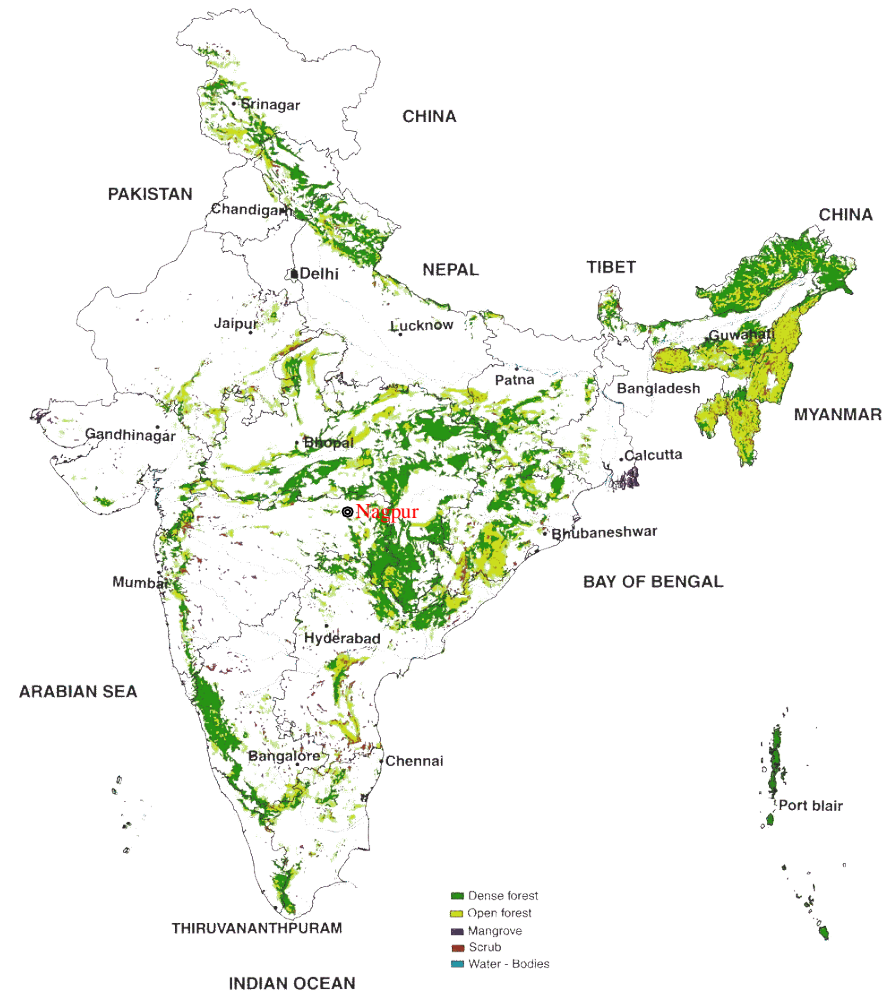 Srinagar
CHINA
PAKISTAN
Chandigarh
CHINA
Delhi
NEPAL
TIBET
Jaipur
Lucknow
Guwahati
Patna
Bangladesh
MYANMAR
Gandhinagar
Bhopal
Calcutta
Nagpur
Bhubaneshwar
Mumbai
BAY OF BENGAL
Hyderabad
ARABIAN SEA
Bangalore
Chennai
Port blair
Dense forest
Open forest
THIRUVANANTHPURAM
Mangrove
Scrub
Water - Bodies
INDIAN OCEAN